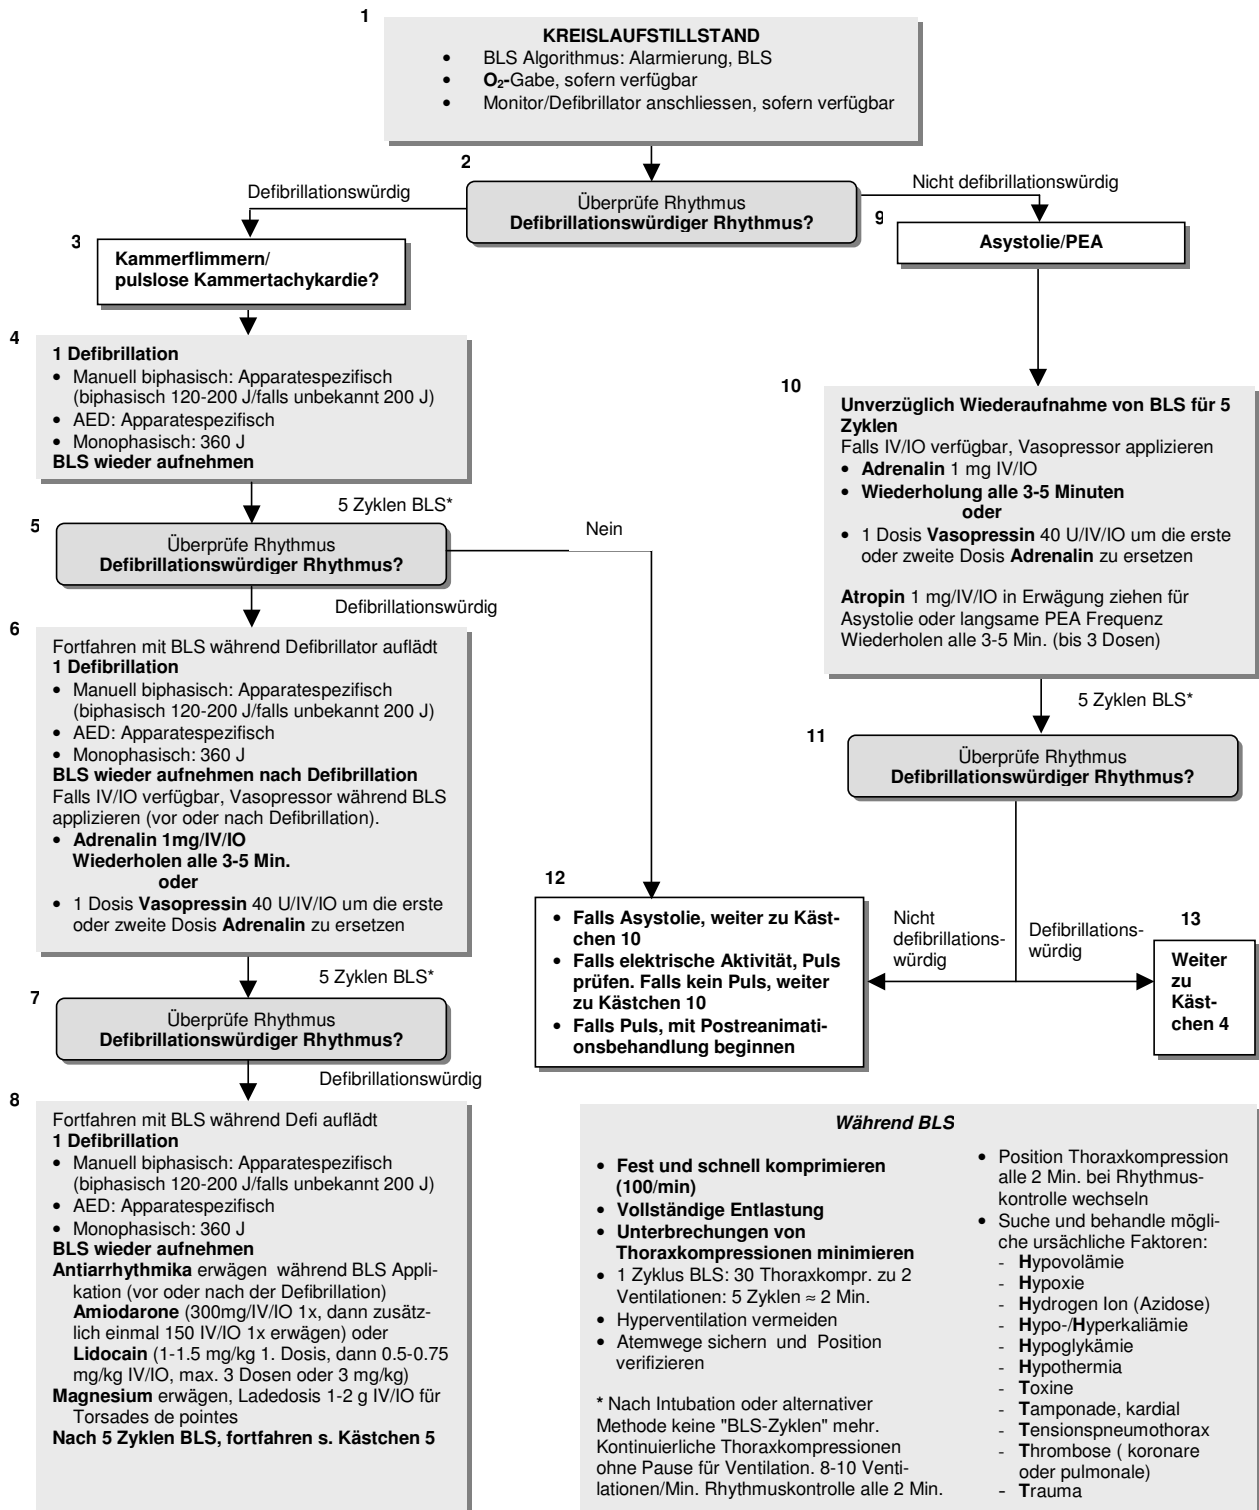 1
KREISLAUFSTILLSTAND
• BLS Algorithmus: Alarmierung, BLS
• O₂-Gabe, sofern verfügbar
• Monitor/Defibrillator anschliessen, sofern verfügbar
2
Überprüfe Rhythmus
Defibrillationswürdiger Rhythmus?
Defibrillationswürdig
Nicht defibrillationswürdig
3
Kammerflimmern/
pulslose Kammertachykardie?
4
1 Defibrillation
• Manuell biphasisch: Apparatespezifisch
(biphasisch 120-200 J/falls unbekannt 200 J)
• AED: Apparatespezifisch
• Monophasisch: 360 J
BLS wieder aufnehmen
5 Zyklen BLS*
5
Überprüfe Rhythmus
Defibrillationswürdiger Rhythmus?
Nein
Defibrillationswürdig
6
Fortfahren mit BLS während Defibrillator auflädt
1 Defibrillation
• Manuell biphasisch: Apparatespezifisch
(biphasisch 120-200 J/falls unbekannt 200 J)
• AED: Apparatespezifisch
• Monophasisch: 360 J
BLS wieder aufnehmen nach Defibrillation
Falls IV/IO verfügbar, Vasopressor während BLS
applizieren (vor oder nach Defibrillation).
• Adrenalin 1mg/IV/IO
Wiederholen alle 3-5 Min.
oder
• 1 Dosis Vasopressin 40 U/IV/IO um die erste
oder zweite Dosis Adrenalin zu ersetzen
5 Zyklen BLS*
7
Überprüfe Rhythmus
Defibrillationswürdiger Rhythmus?
Defibrillationswürdig
8
Fortfahren mit BLS während Defi auflädt
1 Defibrillation
• Manuell biphasisch: Apparatespezifisch
(biphasisch 120-200 J/falls unbekannt 200 J)
• AED: Apparatespezifisch
• Monophasisch: 360 J
BLS wieder aufnehmen
Antiarrhythmika erwägen während BLS Appli-
kation (vor oder nach der Defibrillation)
Amiodarone (300mg/IV/IO 1x, dann zusätz-
lich einmal 150 IV/IO 1x erwägen) oder
Lidocain (1-1.5 mg/kg 1. Dosis, dann 0.5-0.75
mg/kg IV/IO, max. 3 Dosen oder 3 mg/kg)
Magnesium erwägen, Ladedosis 1-2 g IV/IO für
Torsades de pointes
Nach 5 Zyklen BLS, fortfahren s. Kästchen 5
9
Asystolie/PEA
10
Unverzüglich Wiederaufnahme von BLS für 5
Zyklen
Falls IV/IO verfügbar, Vasopressor applizieren
• Adrenalin 1 mg IV/IO
• Wiederholung alle 3-5 Minuten
oder
• 1 Dosis Vasopressin 40 U/IV/IO um die erste
oder zweite Dosis Adrenalin zu ersetzen
Atropin 1 mg/IV/IO in Erwägung ziehen für
Asystolie oder langsame PEA Frequenz
Wiederholen alle 3-5 Min. (bis 3 Dosen)
5 Zyklen BLS*
11
Überprüfe Rhythmus
Defibrillationswürdiger Rhythmus?
Nicht
defibrillations-
würdig
Defibrillations-
würdig
12
• Falls Asystolie, weiter zu Käst-
chen 10
• Falls elektrische Aktivität, Puls
prüfen. Falls kein Puls, weiter
zu Kästchen 10
• Falls Puls, mit Postreanimati-
onsbehandlung beginnen
13
Weiter
zu
Käst-
chen 4
Während BLS
• Fest und schnell komprimieren
(100/min)
• Vollständige Entlastung
• Unterbrechungen von
Thoraxkompressionen minimieren
• 1 Zyklus BLS: 30 Thoraxkompr. zu 2
Ventilationen: 5 Zyklen ≈ 2 Min.
• Hyperventilation vermeiden
• Atemwege sichern und Position
verifizieren
* Nach Intubation oder alternativer
Methode keine "BLS-Zyklen" mehr.
Kontinuierliche Thoraxkompressionen
ohne Pause für Ventilation. 8-10 Venti-
lationen/Min. Rhythmuskontrolle alle 2 Min.
• Position Thoraxkompression
alle 2 Min. bei Rhythmus-
kontrolle wechseln
• Suche und behandle mögli-
che ursächliche Faktoren:
- Hypovolämie
- Hypoxie
- Hydrogen Ion (Azidose)
- Hypo-/Hyperkaliämie
- Hypoglykämie
- Hypothermia
- Toxine
- Tamponade, kardial
- Tensionspneumothorax
- Thrombose ( koronare
oder pulmonale)
- Trauma